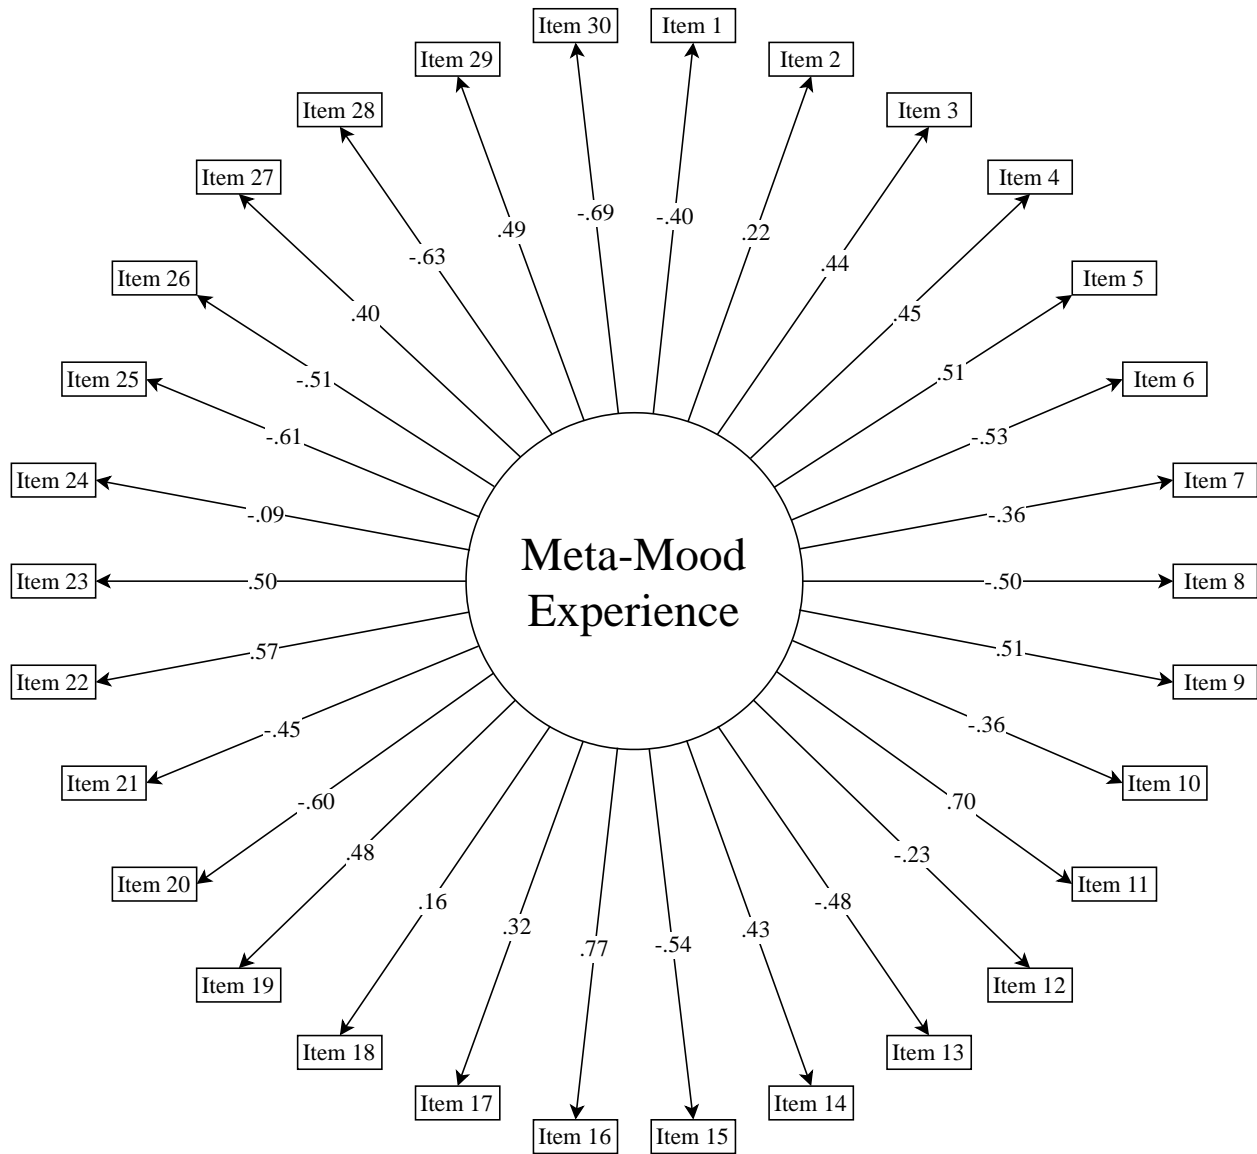 Item 30
Item 1
Item 29
Item 2
Item 28
Item 3
Item 27
Item 4
Item 26
Item 5
Item 25
Item 6
Item 24
Item 7
Item 23
Item 8
Item 22
Item 9
Item 21
Item 10
Item 20
Item 11
Item 19
Item 12
Item 18
Item 13
Item 17
Item 14
Item 16
Item 15
-.69
-.40
.49
.22
-.63
.44
.40
.45
-.51
.51
-.61
-.53
-.09
-.36
.50
-.50
.57
.51
-.45
-.36
-.60
.70
.48
-.23
.16
-.48
.32
.43
.77
-.54
Meta-Mood
Experience